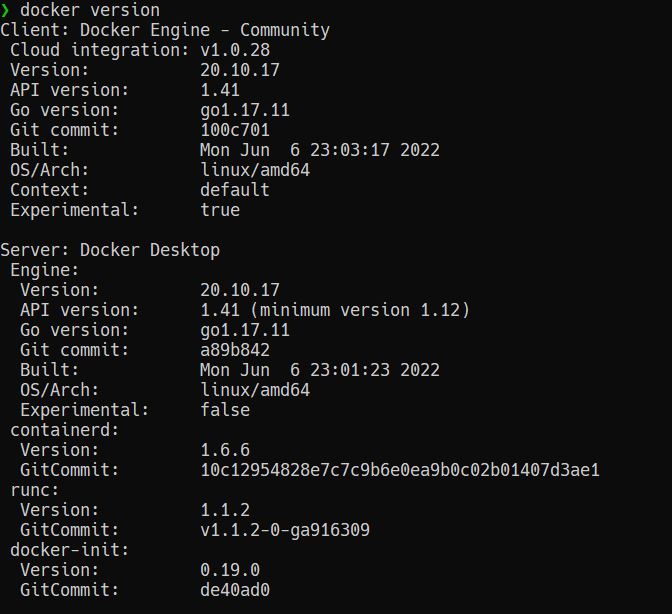 ❯ docker version
Client: Docker Engine - Community
 Cloud integration: v1.0.28
 Version:           20.10.17
 API version:       1.41
 Go version:        go1.17.11
 Git commit:        100c701
 Built:             Mon Jun  6 23:03:17 2022
 OS/Arch:           linux/amd64
 Context:           default
 Experimental:      true

Server: Docker Desktop
 Engine:
  Version:          20.10.17
  API version:      1.41 (minimum version 1.12)
  Go version:       go1.17.11
  Git commit:       a89b842
  Built:            Mon Jun  6 23:01:23 2022
  OS/Arch:          linux/amd64
  Experimental:     false
 containerd:
  Version:          1.6.6
  GitCommit:        10c12954828e7c7c9b6e0ea9b0c02b01407d3ae1
 runc:
  Version:          1.1.2
  GitCommit:        v1.1.2-0-ga916309
 docker-init:
  Version:          0.19.0
  GitCommit:        de40ad0